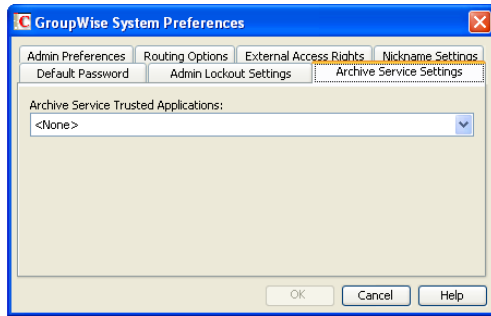 GroupWise System Preferences
Admin Preferences Routing Options External Access Rights Nickname Settings
Default Password Admin Lockout Settings Archive Service Settings
Archive Service Trusted Applications:
<None>
OK Cancel Help